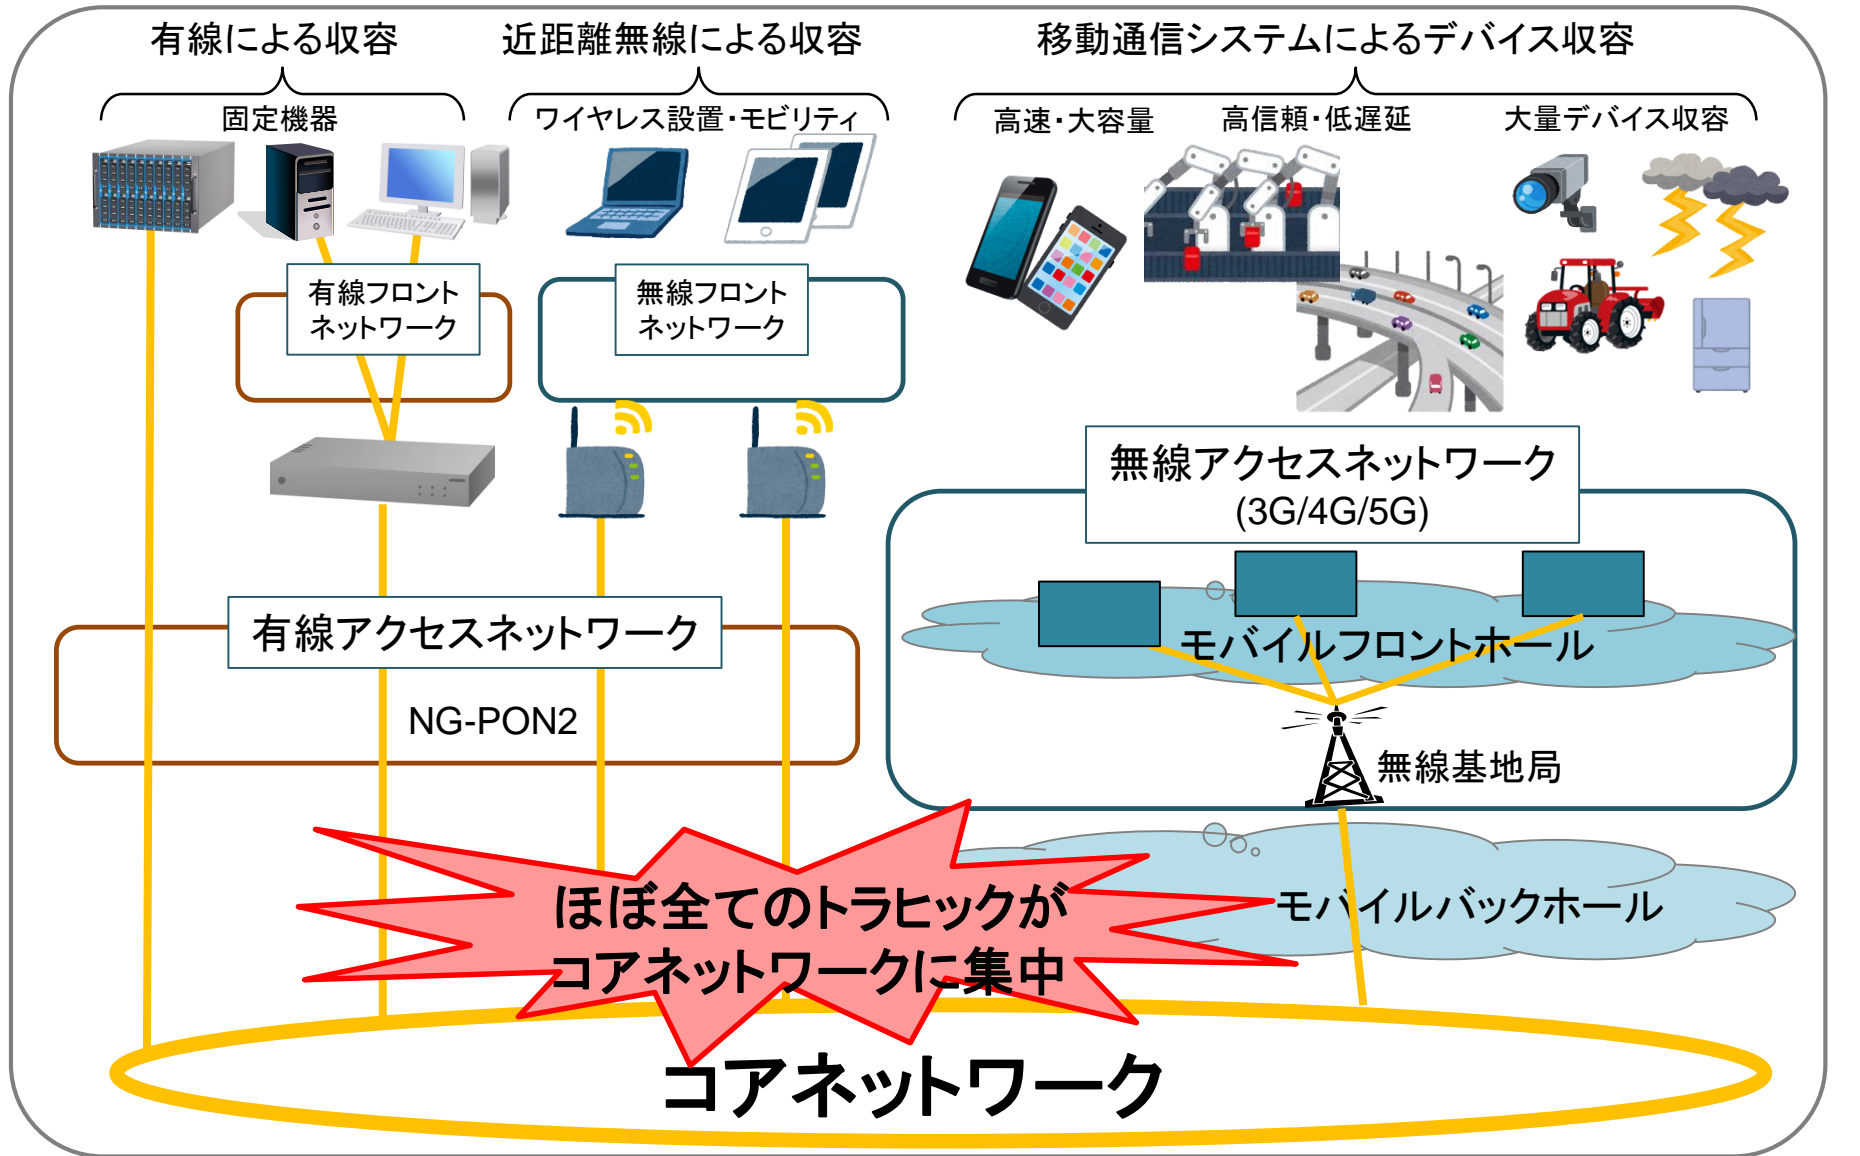 有線による収容
近距離無線による収容
移動通信システムによるデバイス収容
固定機器
ワイヤレス設置・モビリティ
高速・大容量
高信頼・低遅延
大量デバイス収容
有線フロント
ネットワーク
無線フロント
ネットワーク
無線アクセスネットワーク
(3G/4G/5G)
有線アクセスネットワーク
モバイルフロントホール
NG-PON2
無線基地局
ほぼ全てのトラヒックが
コアネットワークに集中
モバイルバックホール
コアネットワーク